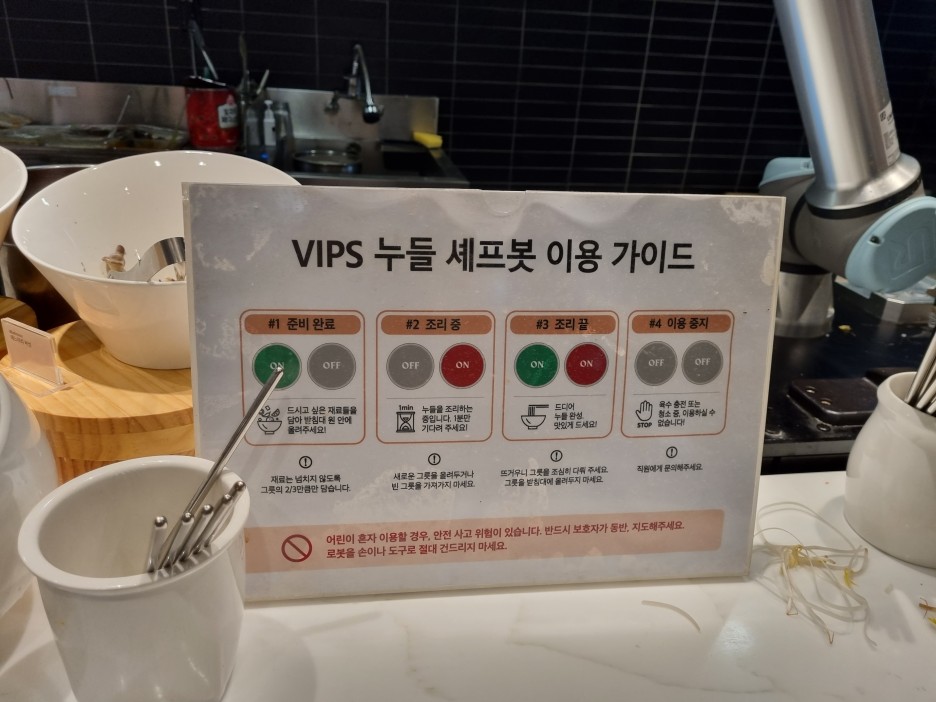 VIPS 누들 셰프봇 이용 가이드
#1 준비 완료
ON OFF
드시고 싶은 재료들을
담아 받침대 원 안에
올려주세요!
재료는 넘치지 않도록
그릇의 2/3만큼만 담습니다.
#2 조리 중
OFF ON
1min
누들을 조리하는
중입니다. 1분만
기다려 주세요!
새로운 그릇을 올려두거나
빈 그릇을 가져가지 마세요.
#3 조리 끝
ON ON
드디어
누들 완성.
맛있게 드세요!
뜨거우니 그릇을 조심히 다뤄 주세요.
그릇을 받침대에 올려두지 마세요.
#4 이용 중지
OFF OFF
STOP
육수 충전 또는
청소 중, 이용하실 수
없습니다!
직원에게 문의해주세요.
어린이 혼자 이용할 경우, 안전 사고 위험이 있습니다. 반드시 보호자가 동반, 지도해주세요.
로봇을 손이나 도구로 절대 건드리지 마세요.